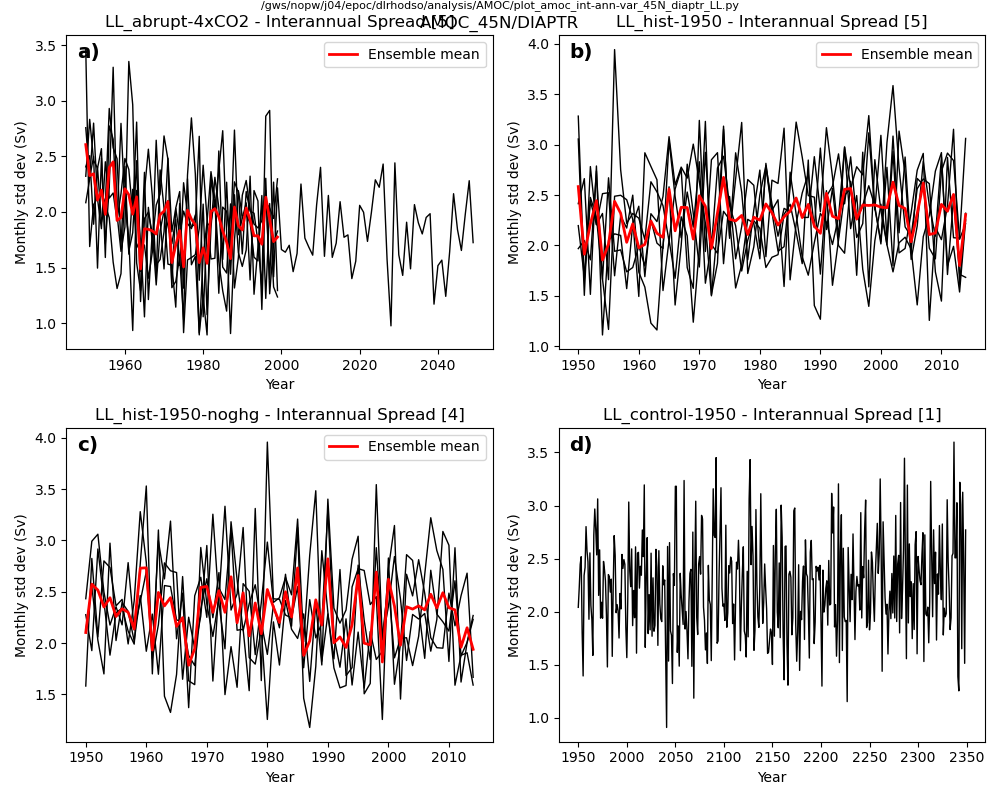 /gws/nopw/j04/epoc/dlrhodso/analysis/AMOC/plot_amoc_int-ann-var_45N_diaptr_LL.py
AMOC_45N/DIAPTR
LL_abrupt-4xCO2 - Interannual Spread [5]
a)
Ensemble mean
Monthly std dev (Sv)
3.5
3.0
2.5
2.0
1.5
1.0
1960 1980 2000 2020 2040
Year
LL_hist-1950 - Interannual Spread [5]
b)
Ensemble mean
Monthly std dev (Sv)
4.0
3.5
3.0
2.5
2.0
1.5
1.0
1950 1960 1970 1980 1990 2000 2010
Year
LL_hist-1950-noghg - Interannual Spread [4]
c)
Ensemble mean
Monthly std dev (Sv)
4.0
3.5
3.0
2.5
2.0
1.5
1950 1960 1970 1980 1990 2000 2010
Year
LL_control-1950 - Interannual Spread [1]
d)
Monthly std dev (Sv)
3.5
3.0
2.5
2.0
1.5
1.0
1950 2000 2050 2100 2150 2200 2250 2300 2350
Year